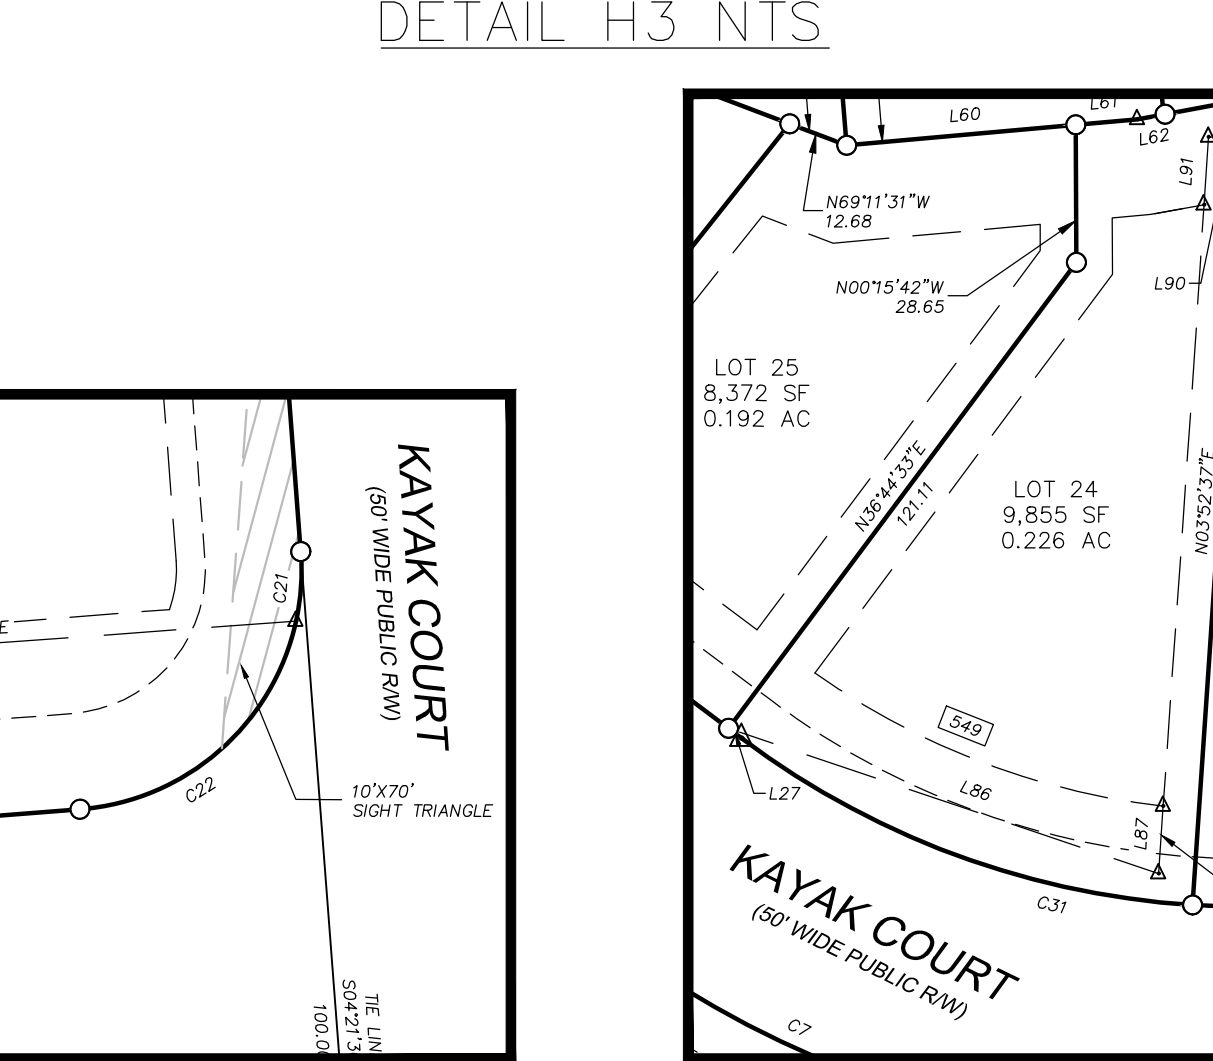 DETAIL H3 NTS
L60
L61
L62
L91
N69°11'31"W
12.68
L90
N00°15'42"W
28.65
LOT 25
8,372 SF
0.192 AC
N36°44'33"E
121.11
LOT 24
9,855 SF
0.226 AC
N03°52'37"E
549
L86
L87
L27
KAYAK COURT
(50' WIDE PUBLIC R/W)
C31
C7
KAYAK COURT
(50' WIDE PUBLIC R/W)
C21
E
C22
10'X70'
SIGHT TRIANGLE
TIE LIN
S04°21'3
100.0